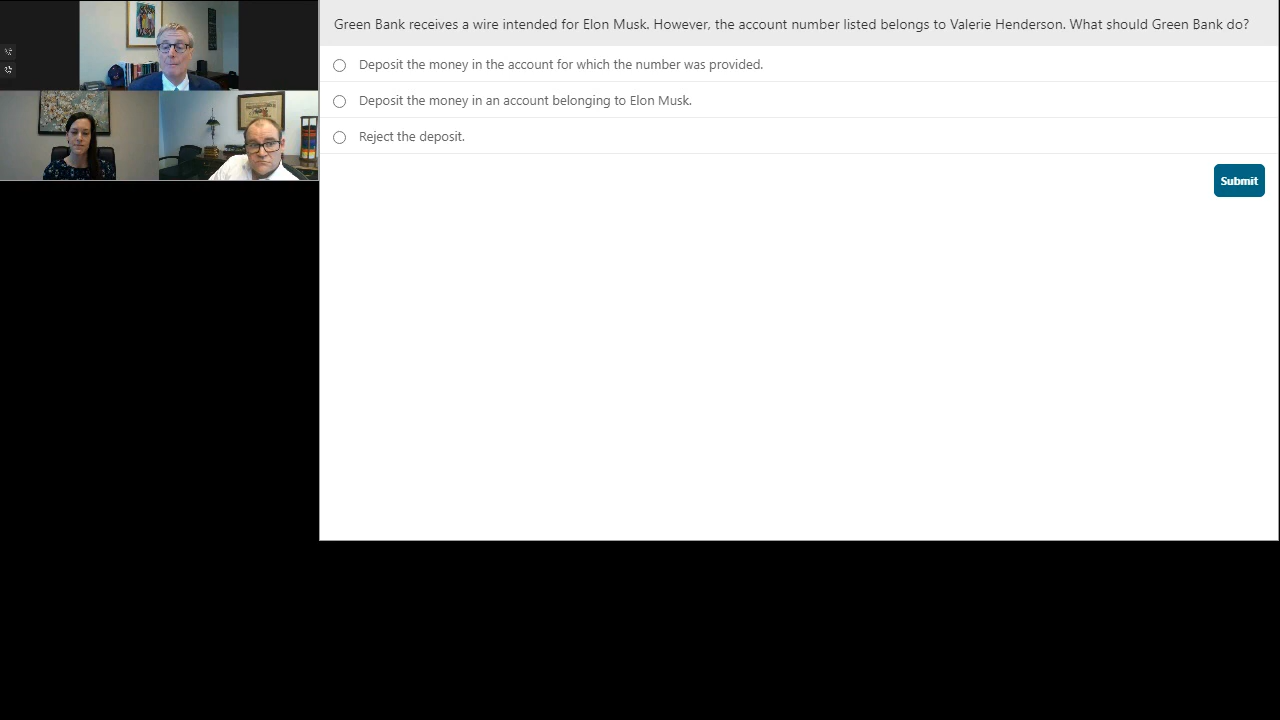 Green Bank receives a wire intended for Elon Musk. However, the account number listed belongs to Valerie Henderson. What should Green Bank do?
Deposit the money in the account for which the number was provided.
Deposit the money in an account belonging to Elon Musk.
Reject the deposit.
Submit